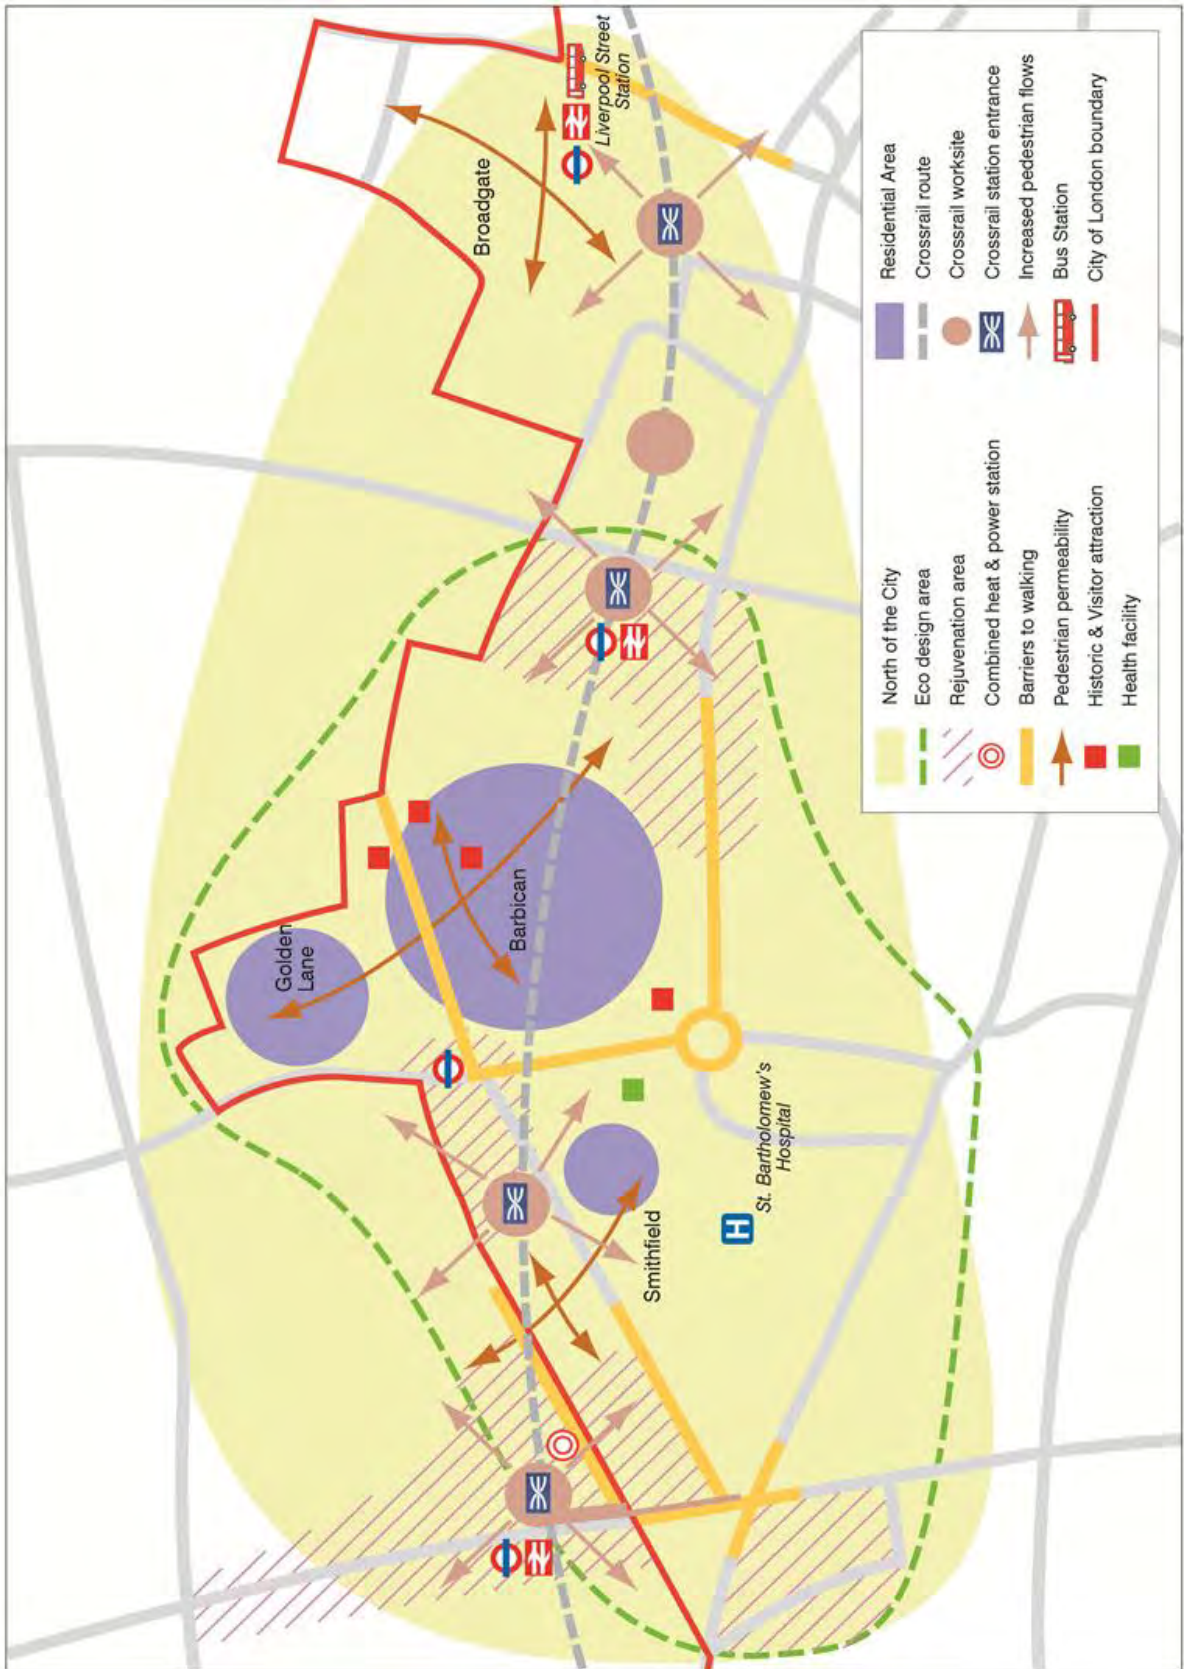 Golden
Lane
Barbican
Broadgate
Liverpool Street
Station
Smithfield
St. Bartholomew's
Hospital
H
North of the City
Eco design area
Rejuvenation area
Combined heat & power station
Barriers to walking
Pedestrian permeability
Historic & Visitor attraction
Health facility
Residential Area
Crossrail route
Crossrail worksite
Crossrail station entrance
Increased pedestrian flows
Bus Station
City of London boundary